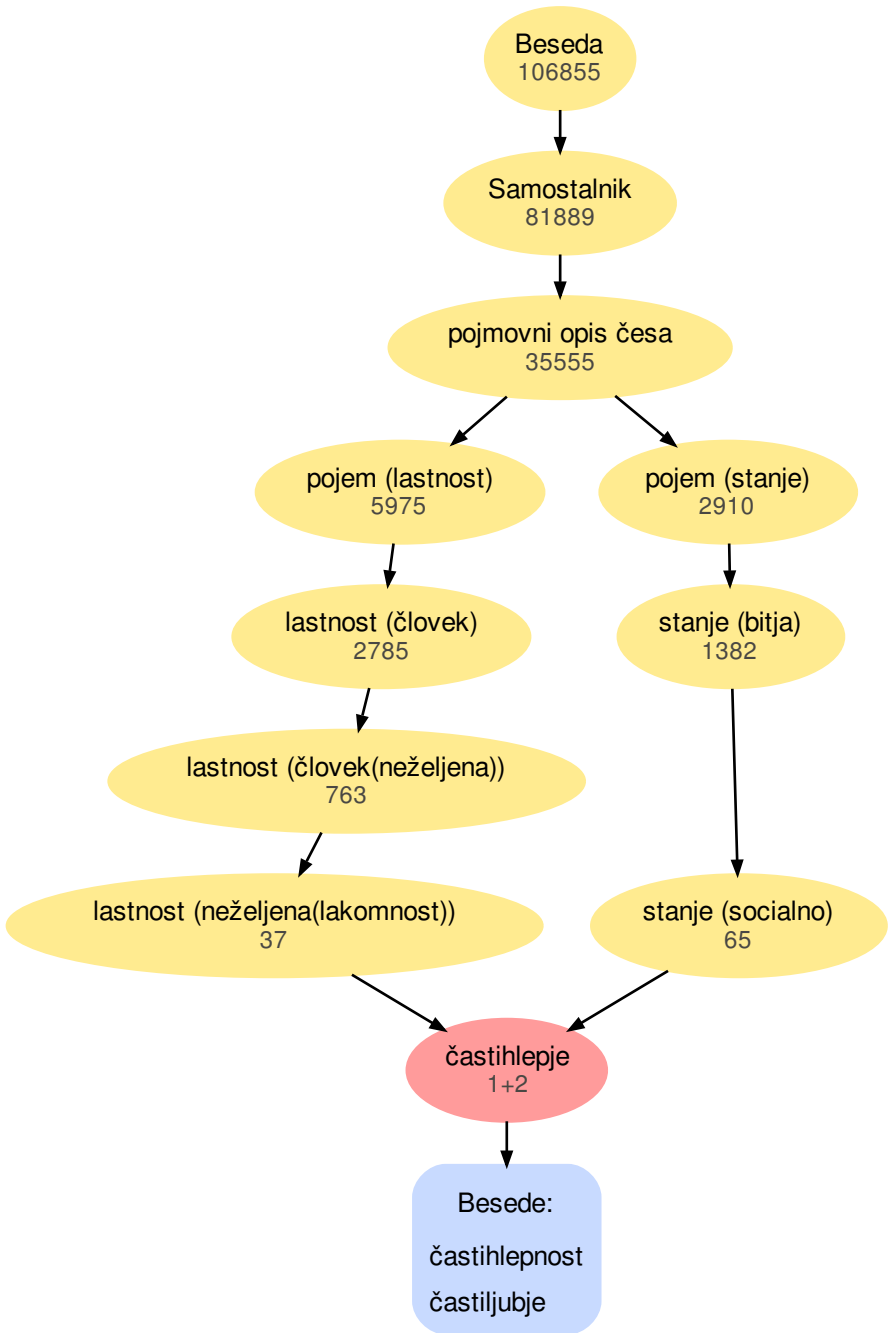 Beseda
106855
Samostalnik
81889
pojmovni opis česa
35555
pojem (lastnost)
5975
pojem (stanje)
2910
lastnost (človek)
2785
stanje (bitja)
1382
lastnost (človek(neželjena))
763
lastnost (neželjena(lakomnost))
37
stanje (socialno)
65
častihlepje
1+2
Besede:
častihlepnost
častiljubje